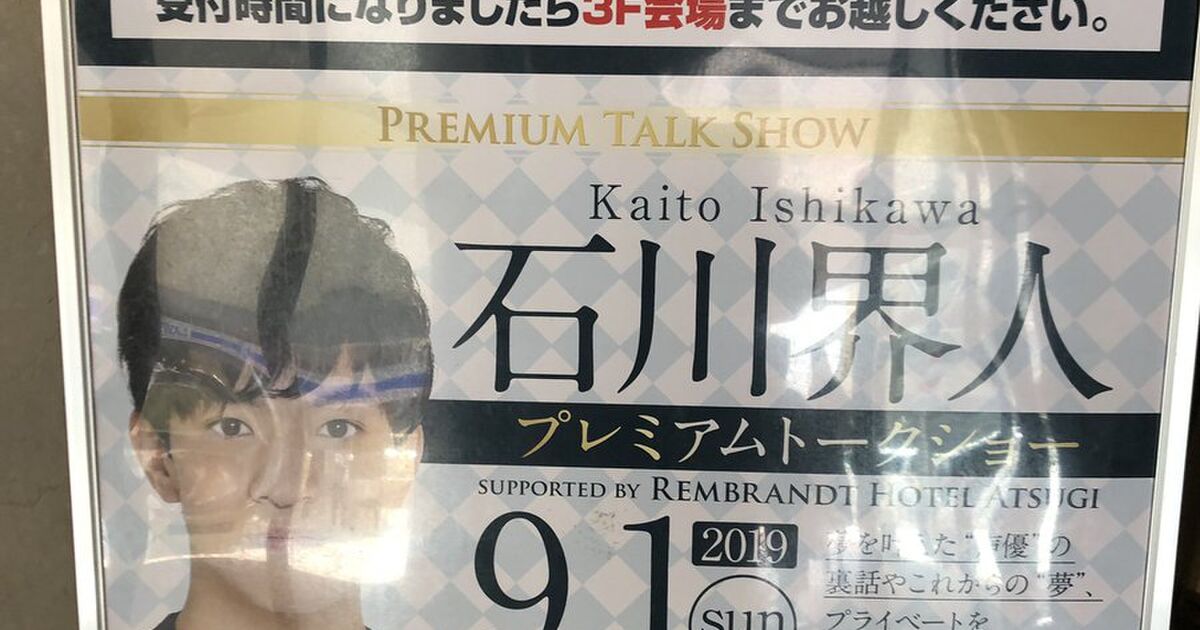 受付時間になりましたら3F会場までお越しください。
PREMIUM TALK SHOW
Kaito Ishikawa
石川界人
プレミアムトークショー
SUPPORTED BY REMBRANDT HOTEL ATSUGI
9.1 2019 sun
夢を叶えた“声優”の
裏話やこれからの“夢”、
プライベートを